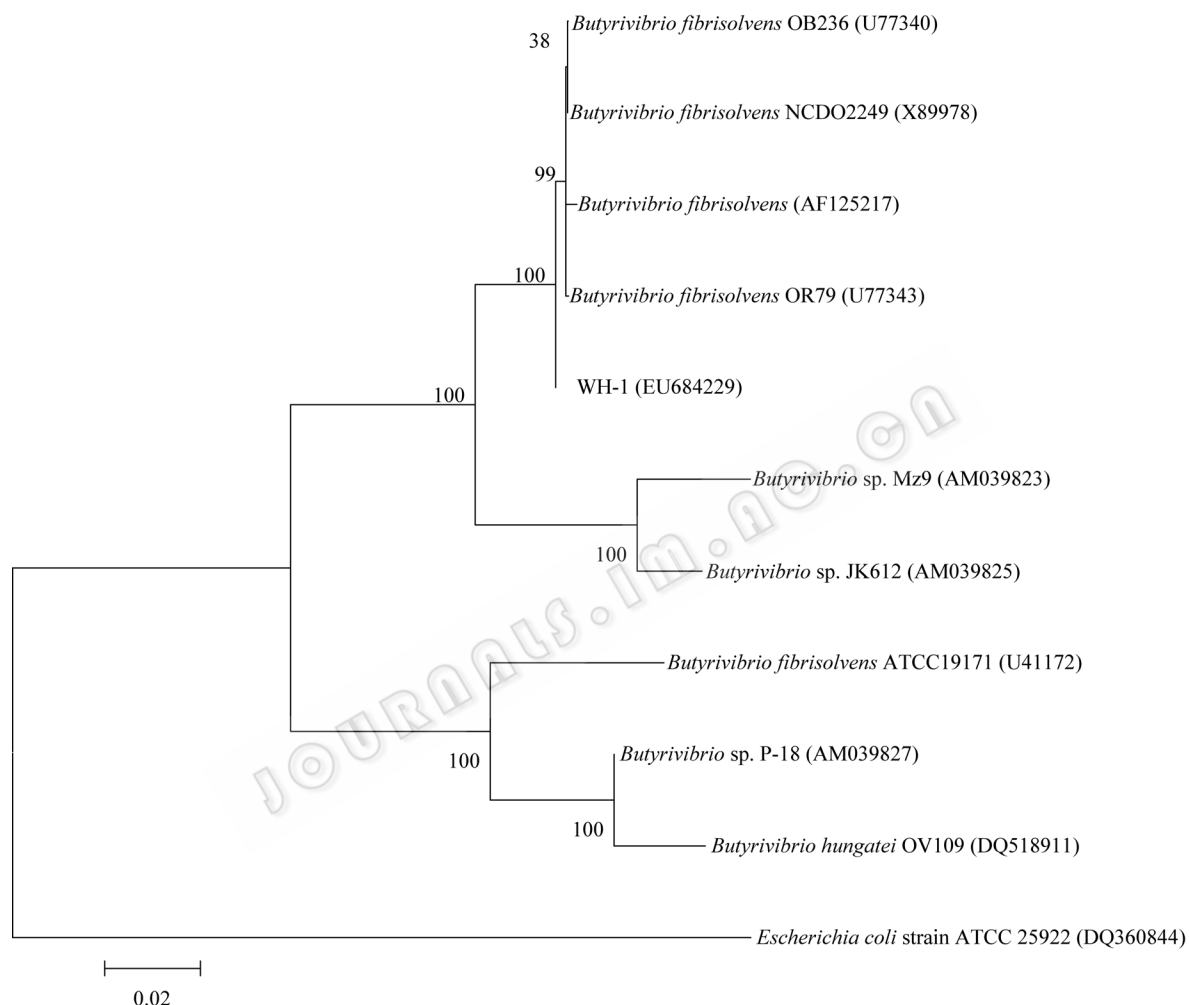 Butyrivibrio fibrisolvens OB236 (U77340)
38
Butyrivibrio fibrisolvens NCDO2249 (X89978)
99
Butyrivibrio fibrisolvens (AF125217)
100
Butyrivibrio fibrisolvens OR79 (U77343)
WH-1 (EU684229)
100
Butyrivibrio sp. Mz9 (AM039823)
100
Butyrivibrio sp. JK612 (AM039825)
Butyrivibrio fibrisolvens ATCC19171 (U41172)
100
Butyrivibrio sp. P-18 (AM039827)
100
Butyrivibrio hungatei OV109 (DQ518911)
Escherichia coli strain ATCC 25922 (DQ360844)
0.02
JOURNALS.IM.AC.CN